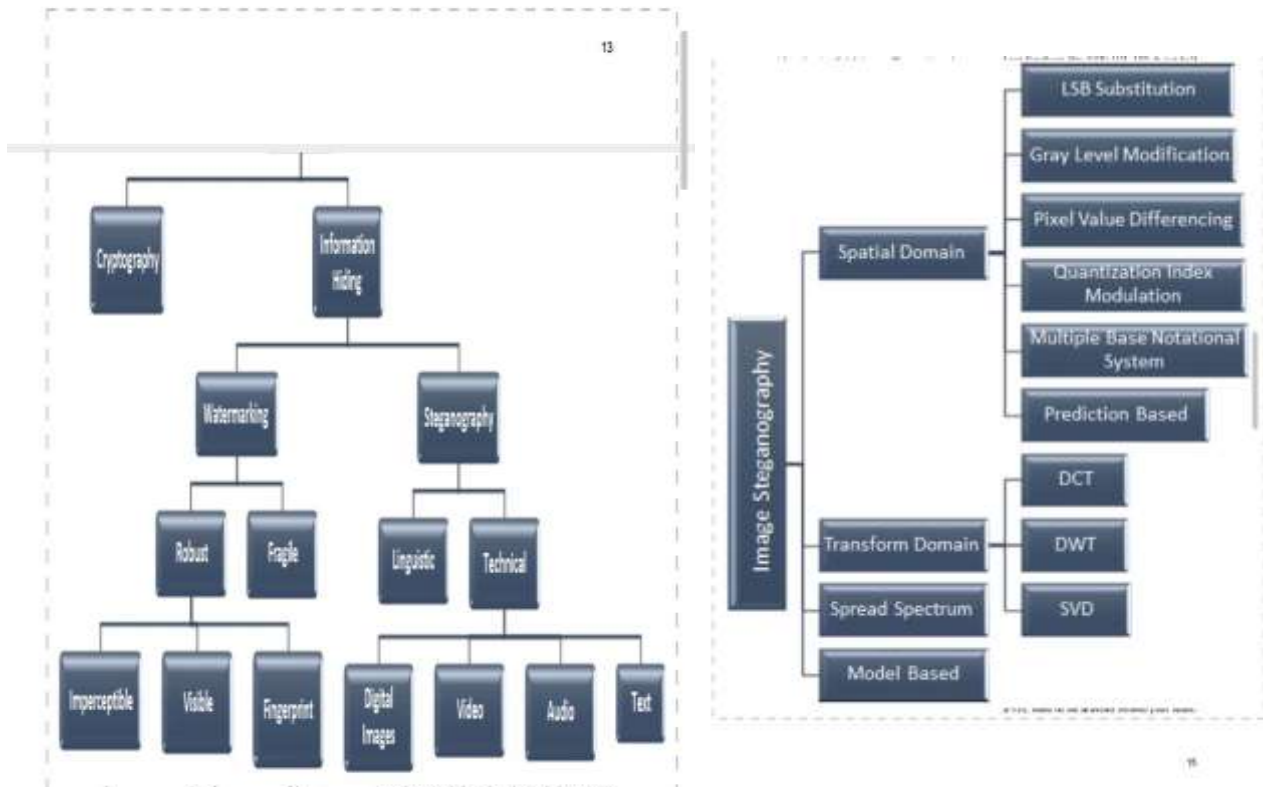 13
Cryptography
Information
Hiding
Watermarking
Steganography
Robust
Fragile
Linguistic
Technical
Imperceptible
Visible
Fingerprint
Digital
Images
Video
Audio
Text
Image Steganography
Spatial Domain
LSB Substitution
Gray Level Modification
Pixel Value Differencing
Quantization Index
Modulation
Multiple Base Notational
System
Prediction Based
Transform Domain
DCT
DWT
SVD
Spread Spectrum
Model Based